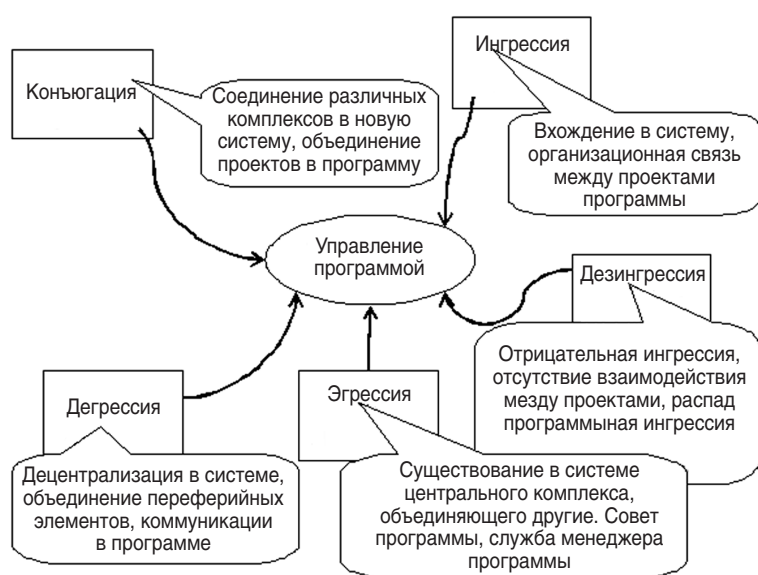 Конъюгация
Соединение различных
комплексов в новую
систему, объединение
проектов в программу
Ингрессия
Вхождение в систему,
организационная связь
между проектами
программы
Управление
программой
Дезингрессия
Отрицательная ингрессия,
отсутствие взаимодействия
мезду проектами, распад
программыная ингрессия
Дегрессия
Децентрализация в системе,
объединение переферийных
элементов, коммуникации
в программе
Эгрессия
Существование в системе
центрального комплекса,
объединяющего другие. Совет
программы, служба менеджера
программы